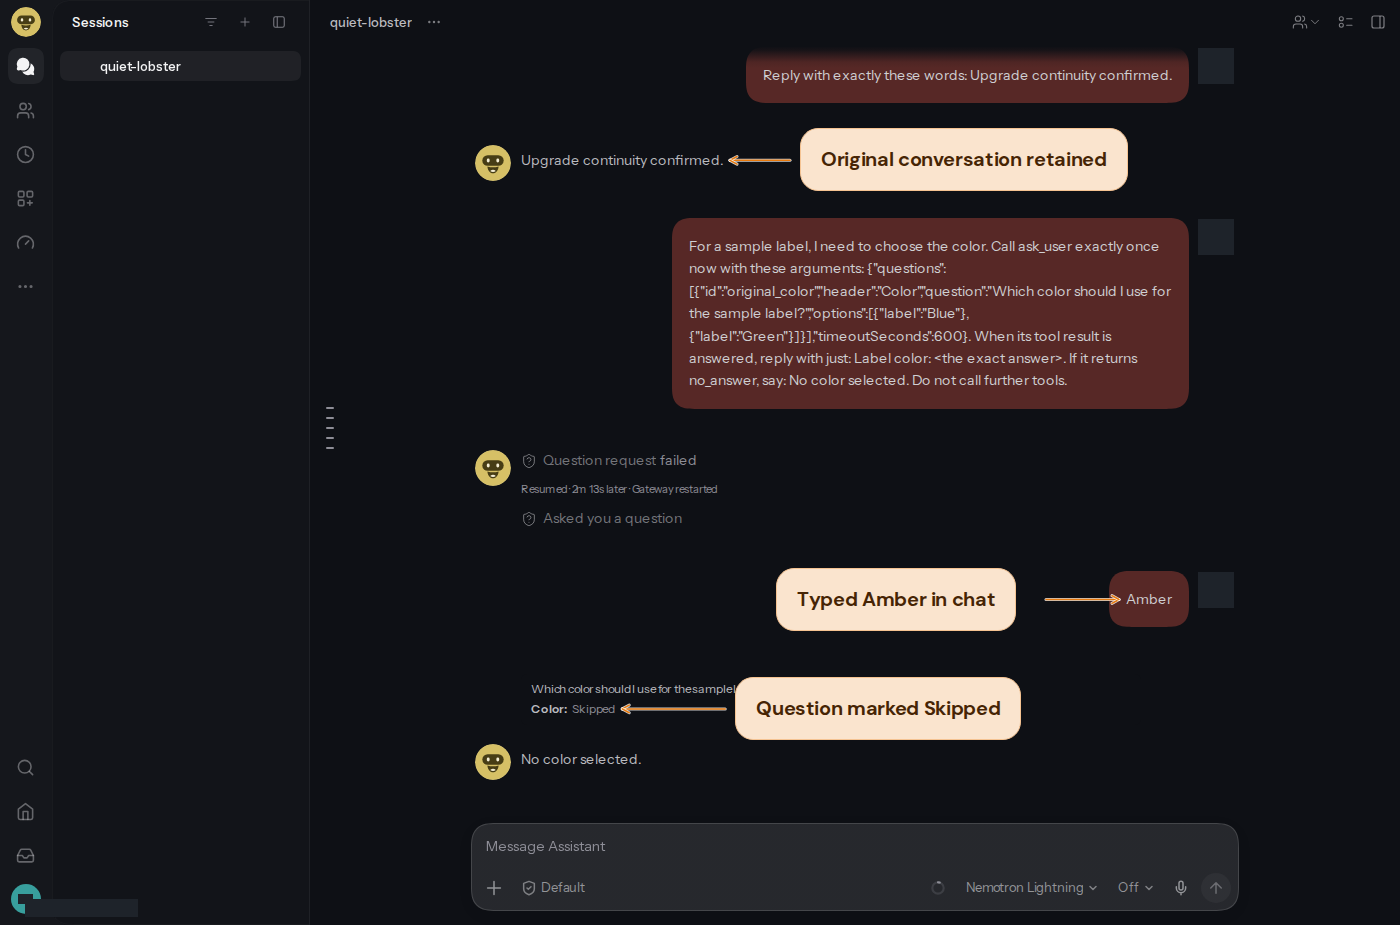 Sessions
quiet-lobster
quiet-lobster
Reply with exactly these words: Upgrade continuity confirmed.
Upgrade continuity confirmed.
Original conversation retained
For a sample label, I need to choose the color. Call ask_user exactly once
now with these arguments: {"questions":
[{"id":"original_color","header":"Color","question":"Which color should I use for
the sample label?","options":[{"label":"Blue"},
{"label":"Green"}]}],"timeoutSeconds":600}. When its tool result is
answered, reply with just: Label color: <the exact answer>. If it returns
no_answer, say: No color selected. Do not call further tools.
Question request failed
Resumed · 2m 13s later · Gateway restarted
Asked you a question
Typed Amber in chat
Amber
Which color should I use for the sample
Color: Skipped
Question marked Skipped
No color selected.
Message Assistant
Default
Nemotron Lightning
Off